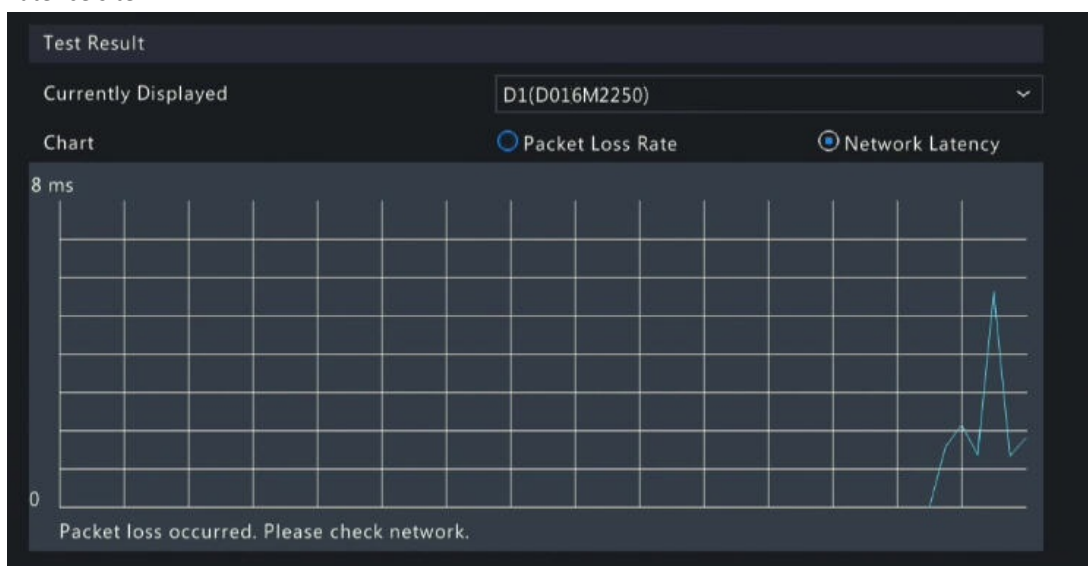 Test Result
Currently Displayed D1(D016M2250)
Chart Packet Loss Rate Network Latency
8 ms
0
Packet loss occurred. Please check network.